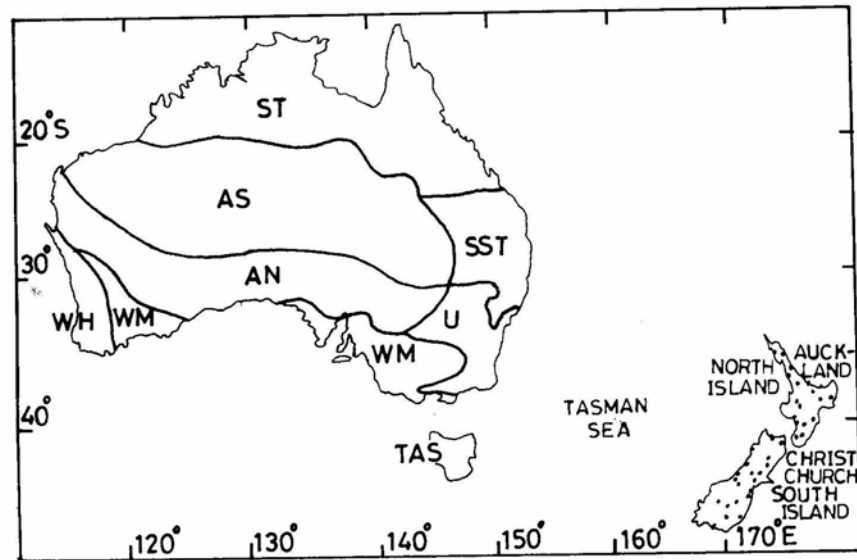 ST
20°S
AS
SST
30°
AN
WH
WM
U
WM
NORTH
ISLAND
AUCK-
LAND
TASMAN
SEA
40°
TAS
CHRIST
CHURCH
SOUTH
ISLAND
120°
130°
140°
150°
160°
170°E